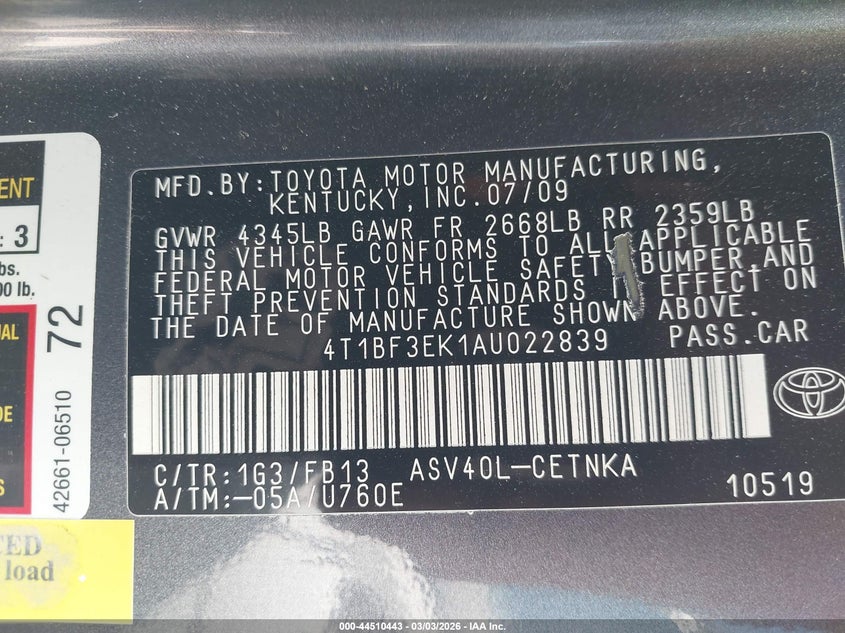 MFD.BY:TOYOTA MOTOR MANUFACTURING,
KENTUCKY,INC.07/09
GVWR 4345LB GAWR FR 2668LB RR 2359LB
THIS VEHICLE CONFORMS TO ALL APPLICABLE
FEDERAL MOTOR VEHICLE SAFETY BUMPER,AND
THEFT PREVENTION STANDARDS EFFECT ON
THE DATE OF MANUFACTURE SHOWN ABOVE.
4T1BF3EK1AU022839 PASS.CAR
C/TR:1G3/FB13 ASV40L-CETNKA
A/TM:-05A/U760E 10519
: 3
bs.
00 lb.
72
42661-06510
load
000-44510443 - 03/03/2026 - IAA Inc.